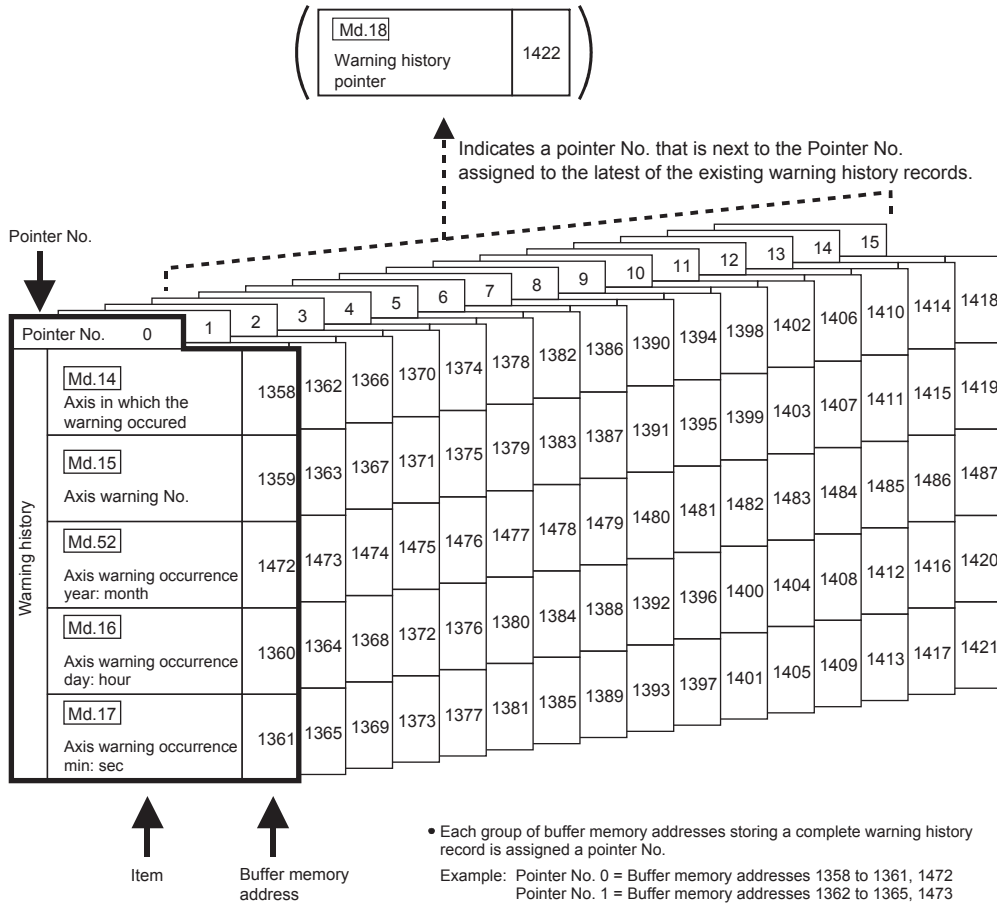 Md.18
Warning history
pointer
1422
Indicates a pointer No. that is next to the Pointer No.
assigned to the latest of the existing warning history records.
Pointer No.
Pointer No. 0 1 2 3 4 5 6 7 8 9 10 11 12 13 14 15
Warning history
Md.14
Axis in which the
warning occured
1358 1362 1366 1370 1374 1378 1382 1386 1390 1394 1398 1402 1406 1410 1414 1418
Md.15
Axis warning No.
1359 1363 1367 1371 1375 1379 1383 1387 1391 1395 1399 1403 1407 1411 1415 1419
Md.52
Axis warning occurrence
year: month
1472 1473 1474 1475 1476 1477 1478 1479 1480 1481 1482 1483 1484 1485 1486 1487
Md.16
Axis warning occurrence
day: hour
1360 1364 1368 1372 1376 1380 1384 1388 1392 1396 1400 1404 1408 1412 1416 1420
Md.17
Axis warning occurrence
min: sec
1361 1365 1369 1373 1377 1381 1385 1389 1393 1397 1401 1405 1409 1413 1417 1421
Item
Buffer memory
address
• Each group of buffer memory addresses storing a complete warning history
record is assigned a pointer No.
Example: Pointer No. 0 = Buffer memory addresses 1358 to 1361, 1472
Pointer No. 1 = Buffer memory addresses 1362 to 1365, 1473